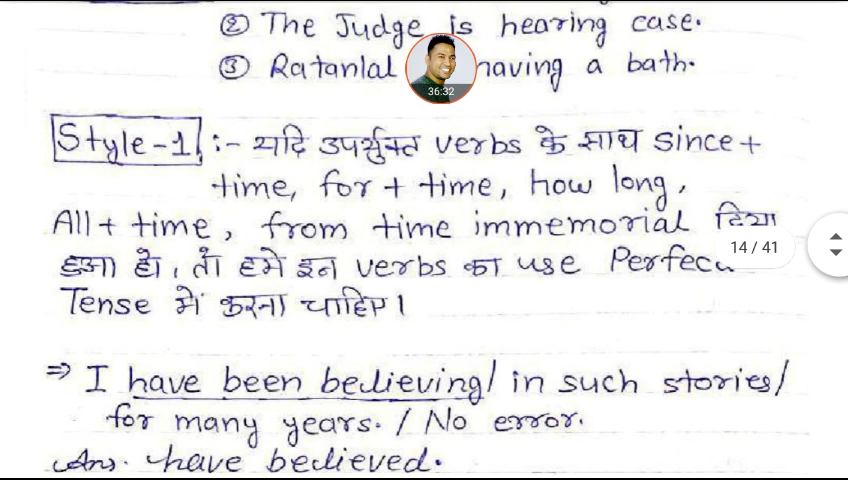 ② The Judge is hearing case.
③ Ratanlal having a bath.
36:32
Style-1 :- यदि उपर्युक्त verbs के साथ since +
time, for + time, how long,
All + time, from time immemorial दिया
14 / 41
हुआ हो, तो हमे इन verbs का use Perfec
Tense में करना चाहिए।
⇒ I have been believing/ in such stories/
for many years. / No error.
Ans. have believed.